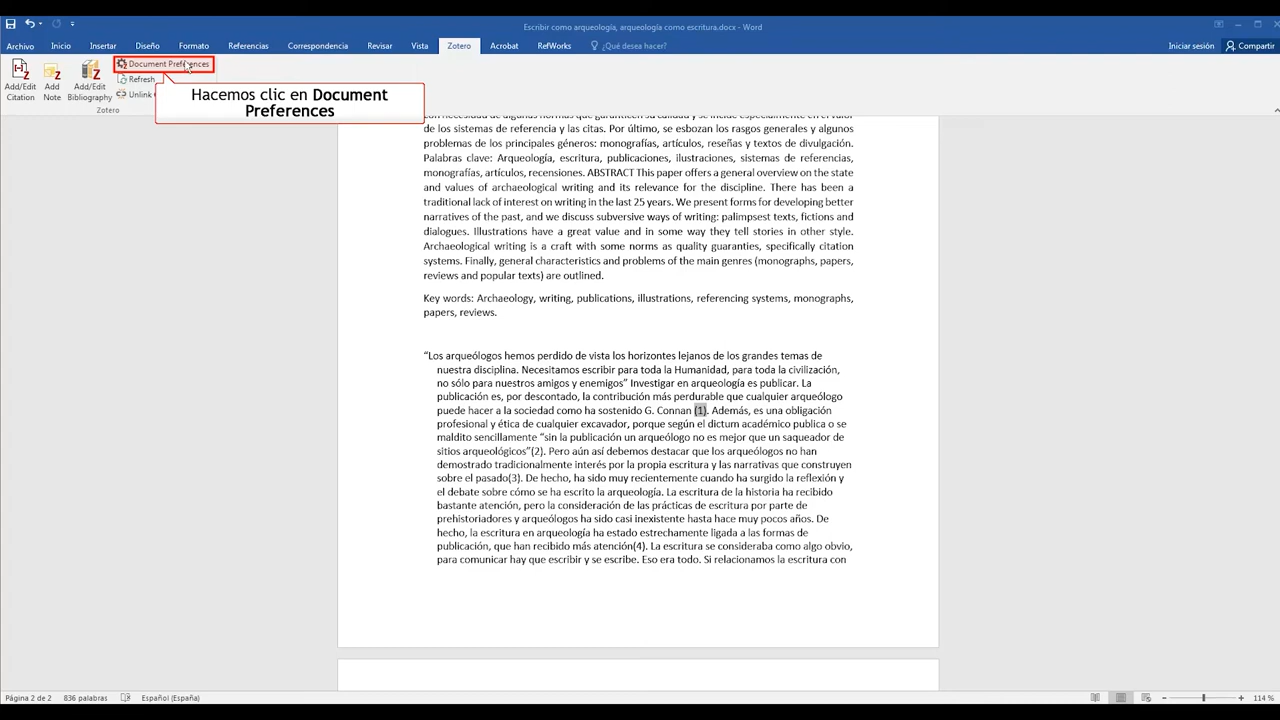 Escribir como arqueología, arqueología como escritura.docx - Word
Archivo Inicio Insertar Diseño Formato Referencias Correspondencia Revisar Vista Zotero Acrobat RefWorks ¿Qué desea hacer? Iniciar sesión Compartir
Add/Edit Citation
Add Note
Add/Edit Bibliography
Document Preferences
Refresh
Unlink
Zotero
Hacemos clic en Document
Preferences
de los sistemas de referencia y las citas. Por último, se esbozan los rasgos generales y algunos
problemas de los principales géneros: monografías, artículos, reseñas y textos de divulgación.
Palabras clave: Arqueología, escritura, publicaciones, ilustraciones, sistemas de referencias,
monografías, artículos, recensiones. ABSTRACT This paper offers a general overview on the state
and values of archaeological writing and its relevance for the discipline. There has been a
traditional lack of interest on writing in the last 25 years. We present forms for developing better
narratives of the past, and we discuss subversive ways of writing: palimpsest texts, fictions and
dialogues. Illustrations have a great value and in some way they tell stories in other style.
Archaeological writing is a craft with some norms as quality guaranties, specifically citation
systems. Finally, general characteristics and problems of the main genres (monographs, papers,
reviews and popular texts) are outlined.
Key words: Archaeology, writing, publications, illustrations, referencing systems, monographs,
papers, reviews.
“Los arqueólogos hemos perdido de vista los horizontes lejanos de los grandes temas de
nuestra disciplina. Necesitamos escribir para toda la Humanidad, para toda la civilización,
no sólo para nuestros amigos y enemigos” Investigar en arqueología es publicar. La
publicación es, por descontado, la contribución más perdurable que cualquier arqueólogo
puede hacer a la sociedad como ha sostenido G. Connan (1). Además, es una obligación
profesional y ética de cualquier excavador, porque según el dictum académico publica o se
maldito sencillamente “sin la publicación un arqueólogo no es mejor que un saqueador de
sitios arqueológicos”(2). Pero aún así debemos destacar que los arqueólogos no han
demostrado tradicionalmente interés por la propia escritura y las narrativas que construyen
sobre el pasado(3). De hecho, ha sido muy recientemente cuando ha surgido la reflexión y
el debate sobre cómo se ha escrito la arqueología. La escritura de la historia ha recibido
bastante atención, pero la consideración de las prácticas de escritura por parte de
prehistoriadores y arqueólogos ha sido casi inexistente hasta hace muy pocos años. De
hecho, la escritura en arqueología ha estado estrechamente ligada a las formas de
publicación, que han recibido más atención(4). La escritura se consideraba como algo obvio,
para comunicar hay que escribir y se escribe. Eso era todo. Si relacionamos la escritura con
Página 2 de 2 836 palabras Español (España) 114 %